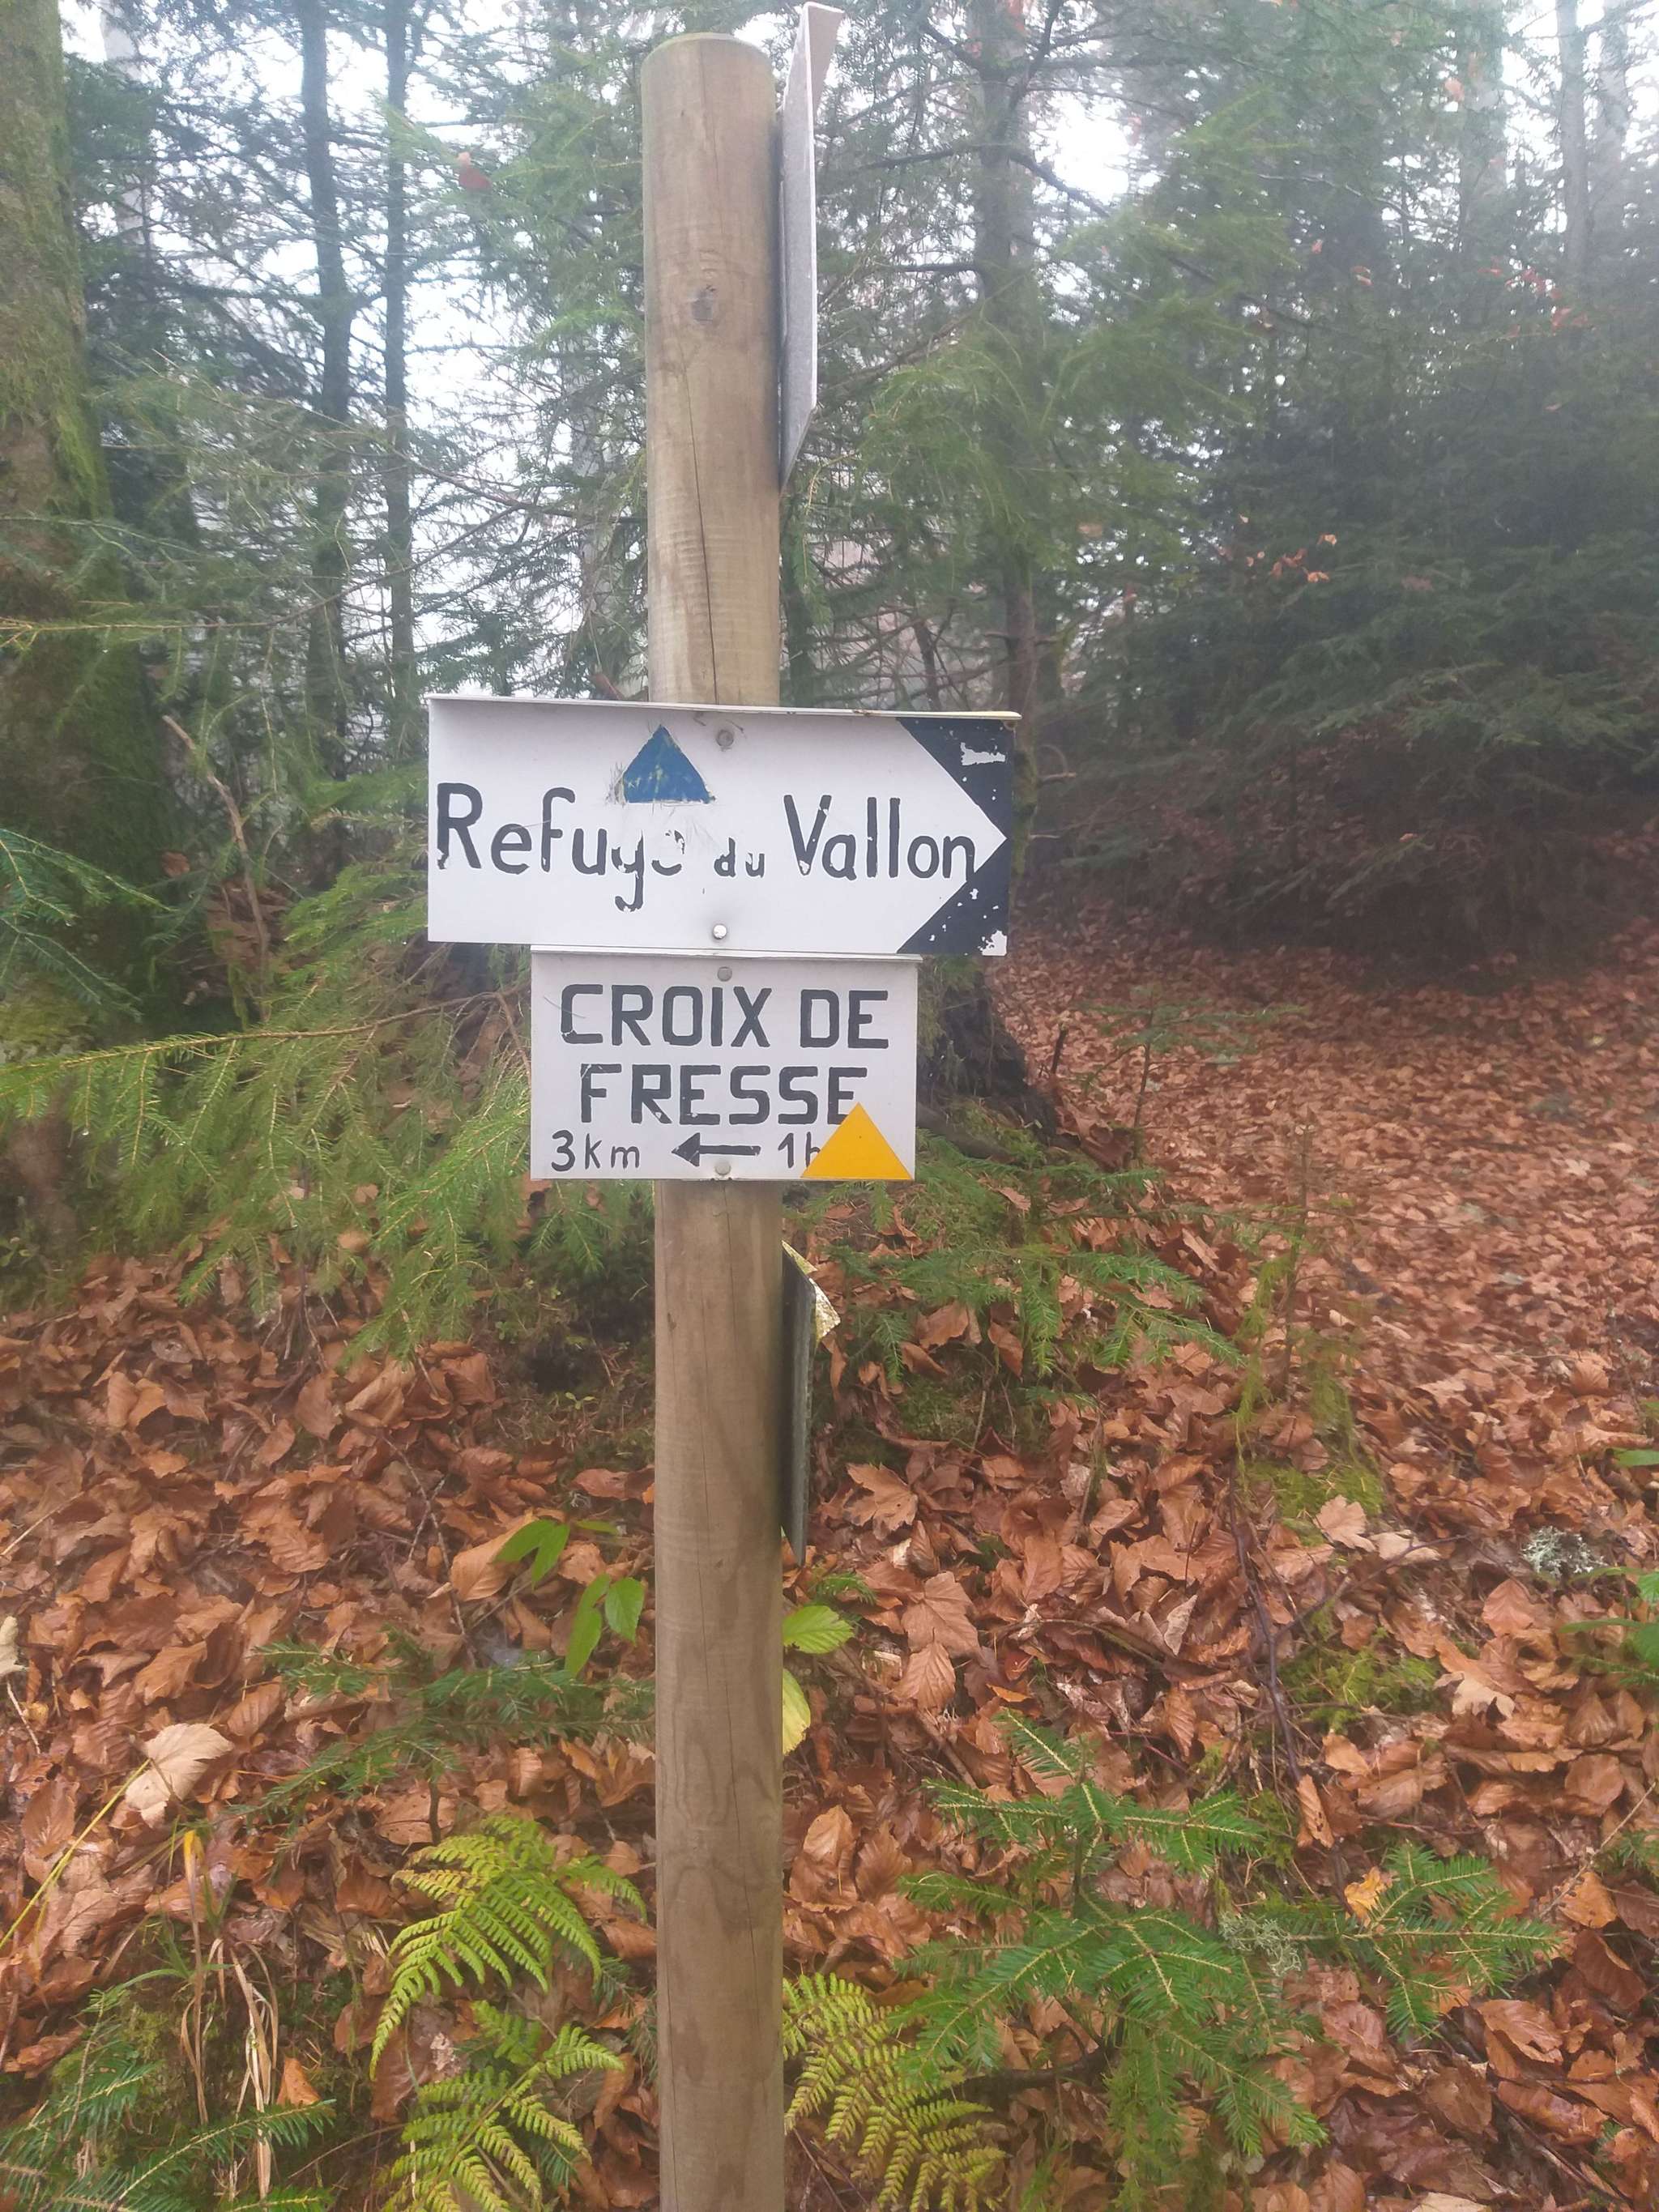 Refuge du Vallon
CROIX DE
FRESSE
3km ← 1h